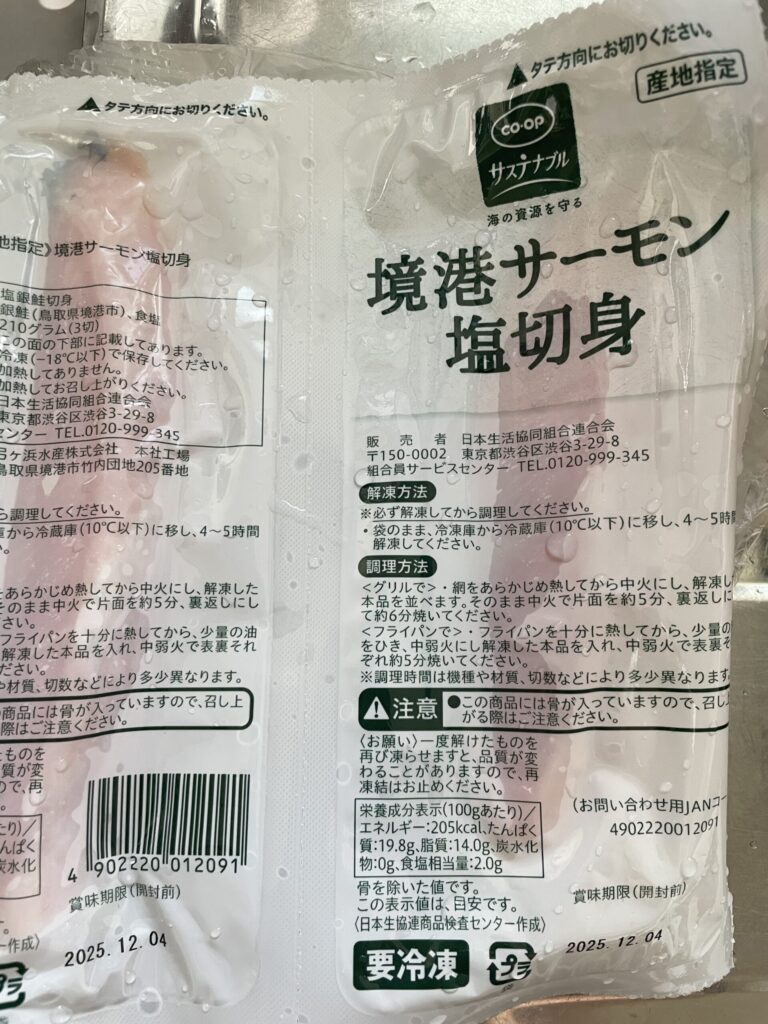 タテ方向にお切りください。
地指定》境港サーモン塩切身
塩銀鮭切身
銀鮭(鳥取県境港市)、食塩
210グラム(3切)
この面の下部に記載してあります。
冷凍(−18℃以下)で保存してください。
加熱してありません。
加熱してお召し上がりください。
日本生活協同組合連合会
東京都渋谷区渋谷3-29-8
センター TEL.0120-999-345
弓ヶ浜水産株式会社 本社工場
鳥取県境港市竹内団地205番地
ら調理してください。
庫から冷蔵庫(10℃以下)に移し、4〜5時間
をあらかじめ熱してから中火にし、解凍した
そのまま中火で片面を約5分、裏返しにし
さい。
フライパンを十分に熱してから、少量の油
解凍した本品を入れ、中弱火で表裏それ
ださい。
や材質、切数などにより多少異なります。
商品には骨が入っていますので、召し上
際はご注意ください。
たものを
質が変
ので、再
4 902220 012091
賞味期限(開封前)
2025.12.04
タテ方向にお切りください。
産地指定
co・op
サステナブル
海の資源を守る
境港サーモン
塩切身
販売者 日本生活協同組合連合会
〒150-0002 東京都渋谷区渋谷3-29-8
組合員サービスセンター TEL.0120-999-345
解凍方法
※必ず解凍してから調理してください。
・袋のまま、冷凍庫から冷蔵庫(10℃以下)に移し、4〜5時間
解凍してください。
調理方法
<グリルで>・網をあらかじめ熱してから中火にし、解凍し
本品を並べます。そのまま中火で片面を約5分、裏返しにし
て約6分焼いてください。
<フライパンで>・フライパンを十分に熱してから、少量の
をひき、中弱火にし解凍した本品を入れ、中弱火で表裏それ
ぞれ約5分焼いてください。
※調理時間は機種や材質、切数などにより多少異なります。
注意 ●この商品には骨が入っていますので、召し上
がる際はご注意ください。
〈お願い〉一度解けたものを
再び凍らせますと、品質が変
わることがありますので、再
凍結はお止めください。
栄養成分表示(100gあたり)/
エネルギー:205kcal、たんぱく
質:19.8g、脂質:14.0g、炭水化
物:0g、食塩相当量:2.0g
骨を除いた値です。
この表示値は、目安です。
〈日本生協連商品検査センター作成〉
(お問い合わせ用JANコー
4902220012091
賞味期限(開封前)
2025.12.04
要冷凍
プラ